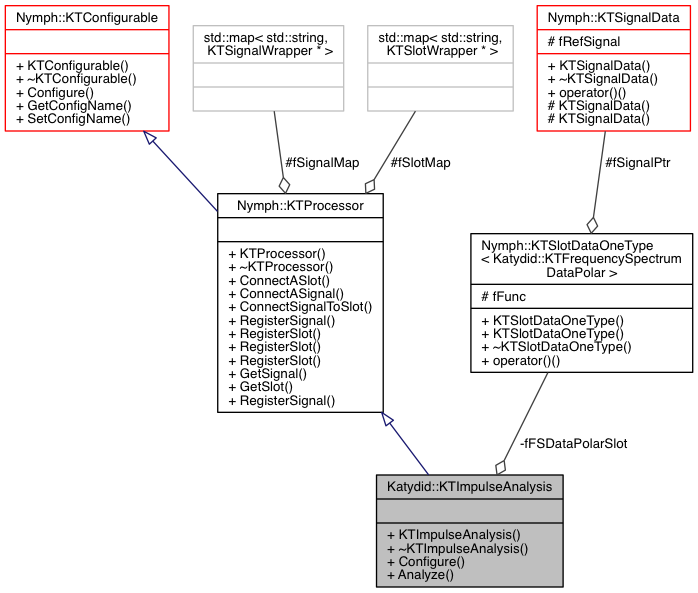 Nymph::KTConfigurable
+ KTConfigurable()
+ ~KTConfigurable()
+ Configure()
+ GetConfigName()
+ SetConfigName()
std::map< std::string,
KTSignalWrapper * >
std::map< std::string,
KTSlotWrapper * >
Nymph::KTSignalData
# fRefSignal
+ KTSignalData()
+ ~KTSignalData()
+ operator()()
# KTSignalData()
# KTSignalData()
#fSignalMap
#fSlotMap
#fSignalPtr
Nymph::KTProcessor
+ KTProcessor()
+ ~KTProcessor()
+ ConnectASlot()
+ ConnectASignal()
+ ConnectSignalToSlot()
+ RegisterSignal()
+ RegisterSlot()
+ RegisterSlot()
+ RegisterSlot()
+ GetSignal()
+ GetSlot()
+ RegisterSignal()
Nymph::KTSlotDataOneType
< Katydid::KTFrequencySpectrum
DataPolar >
# fFunc
+ KTSlotDataOneType()
+ KTSlotDataOneType()
+ ~KTSlotDataOneType()
+ operator()()
-fFSDataPolarSlot
Katydid::KTImpulseAnalysis
+ KTImpulseAnalysis()
+ ~KTImpulseAnalysis()
+ Configure()
+ Analyze()